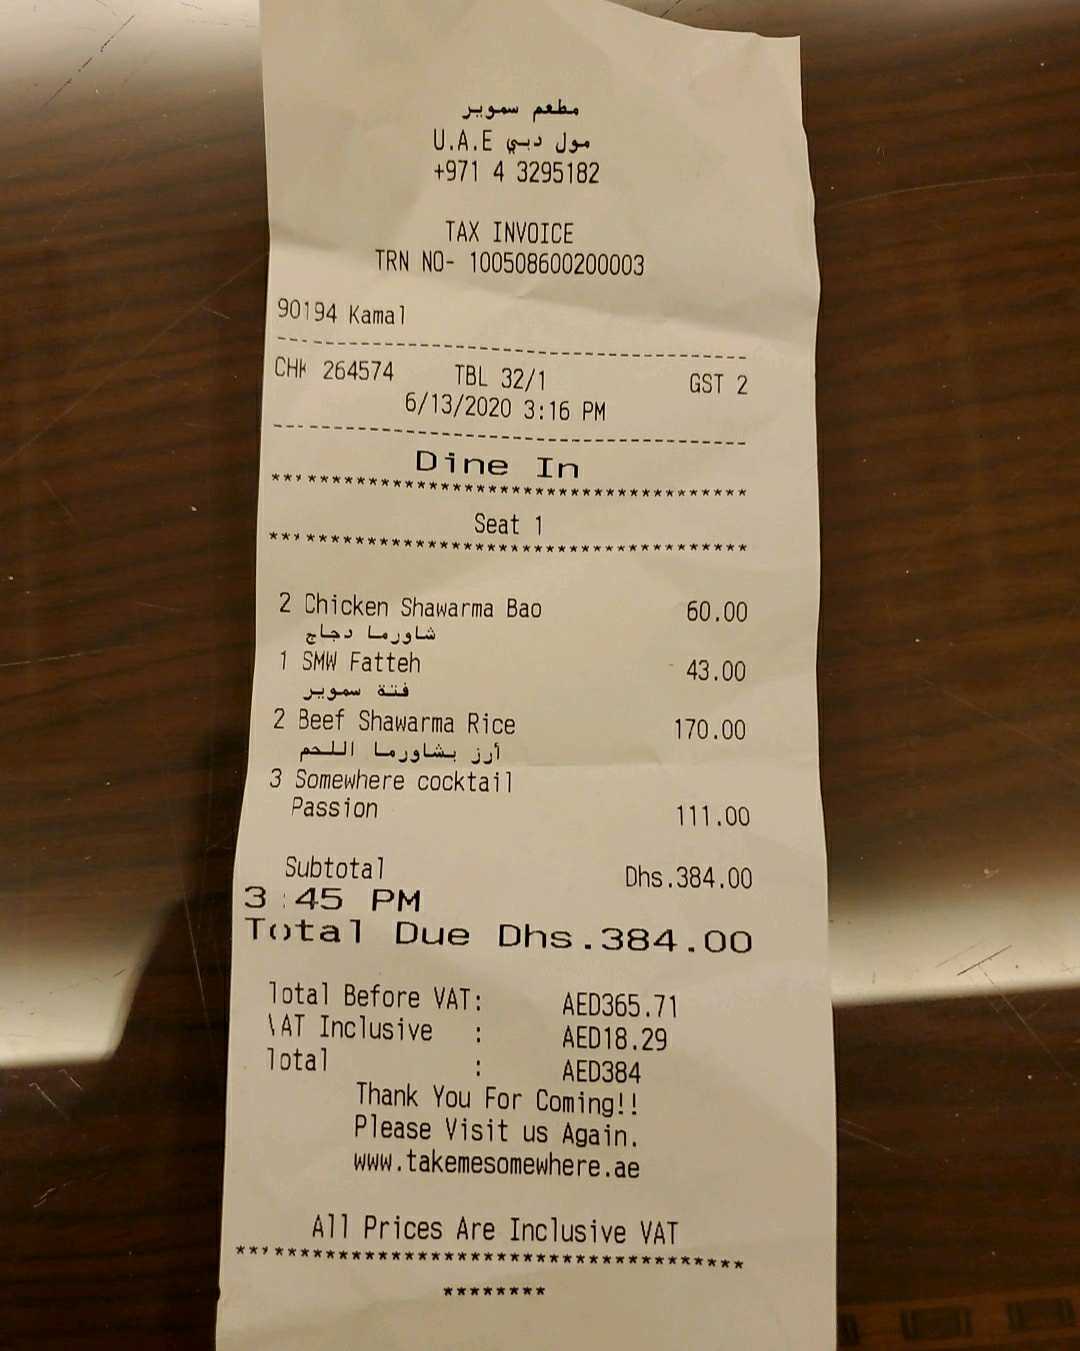 مطعم سموير
U.A.E مول دبي
+971 4 3295182
TAX INVOICE
TRN NO- 100508600200003
90194 Kamal
--------------------------------------
CHK 264574 TBL 32/1 GST 2
6/13/2020 3:16 PM
--------------------------------------
Dine In
***************************************
Seat 1
***************************************
2 Chicken Shawarma Bao 60.00
شاورما دجاج
1 SMW Fatteh 43.00
فتة سموير
2 Beef Shawarma Rice 170.00
أرز بشاورما اللحم
3 Somewhere cocktail
Passion 111.00
Subtotal Dhs.384.00
3:45 PM
Total Due Dhs.384.00
Total Before VAT: AED365.71
VAT Inclusive : AED18.29
Total : AED384
Thank You For Coming!!
Please Visit us Again.
www.takemesomewhere.ae
All Prices Are Inclusive VAT
****************************************
********